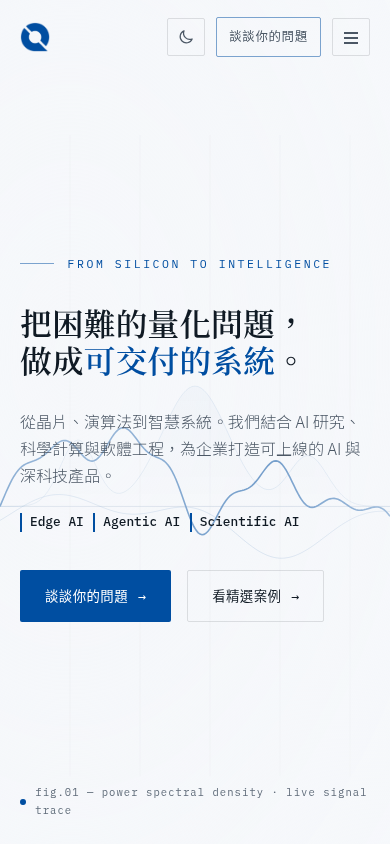 談談你的問題
FROM SILICON TO INTELLIGENCE
把困難的量化問題，
做成可交付的系統。
從晶片、演算法到智慧系統。我們結合 AI 研究、
科學計算與軟體工程，為企業打造可上線的 AI 與
深科技產品。
Edge AI Agentic AI Scientific AI
談談你的問題 → 看精選案例 →
fig.01 — power spectral density · live signal
trace